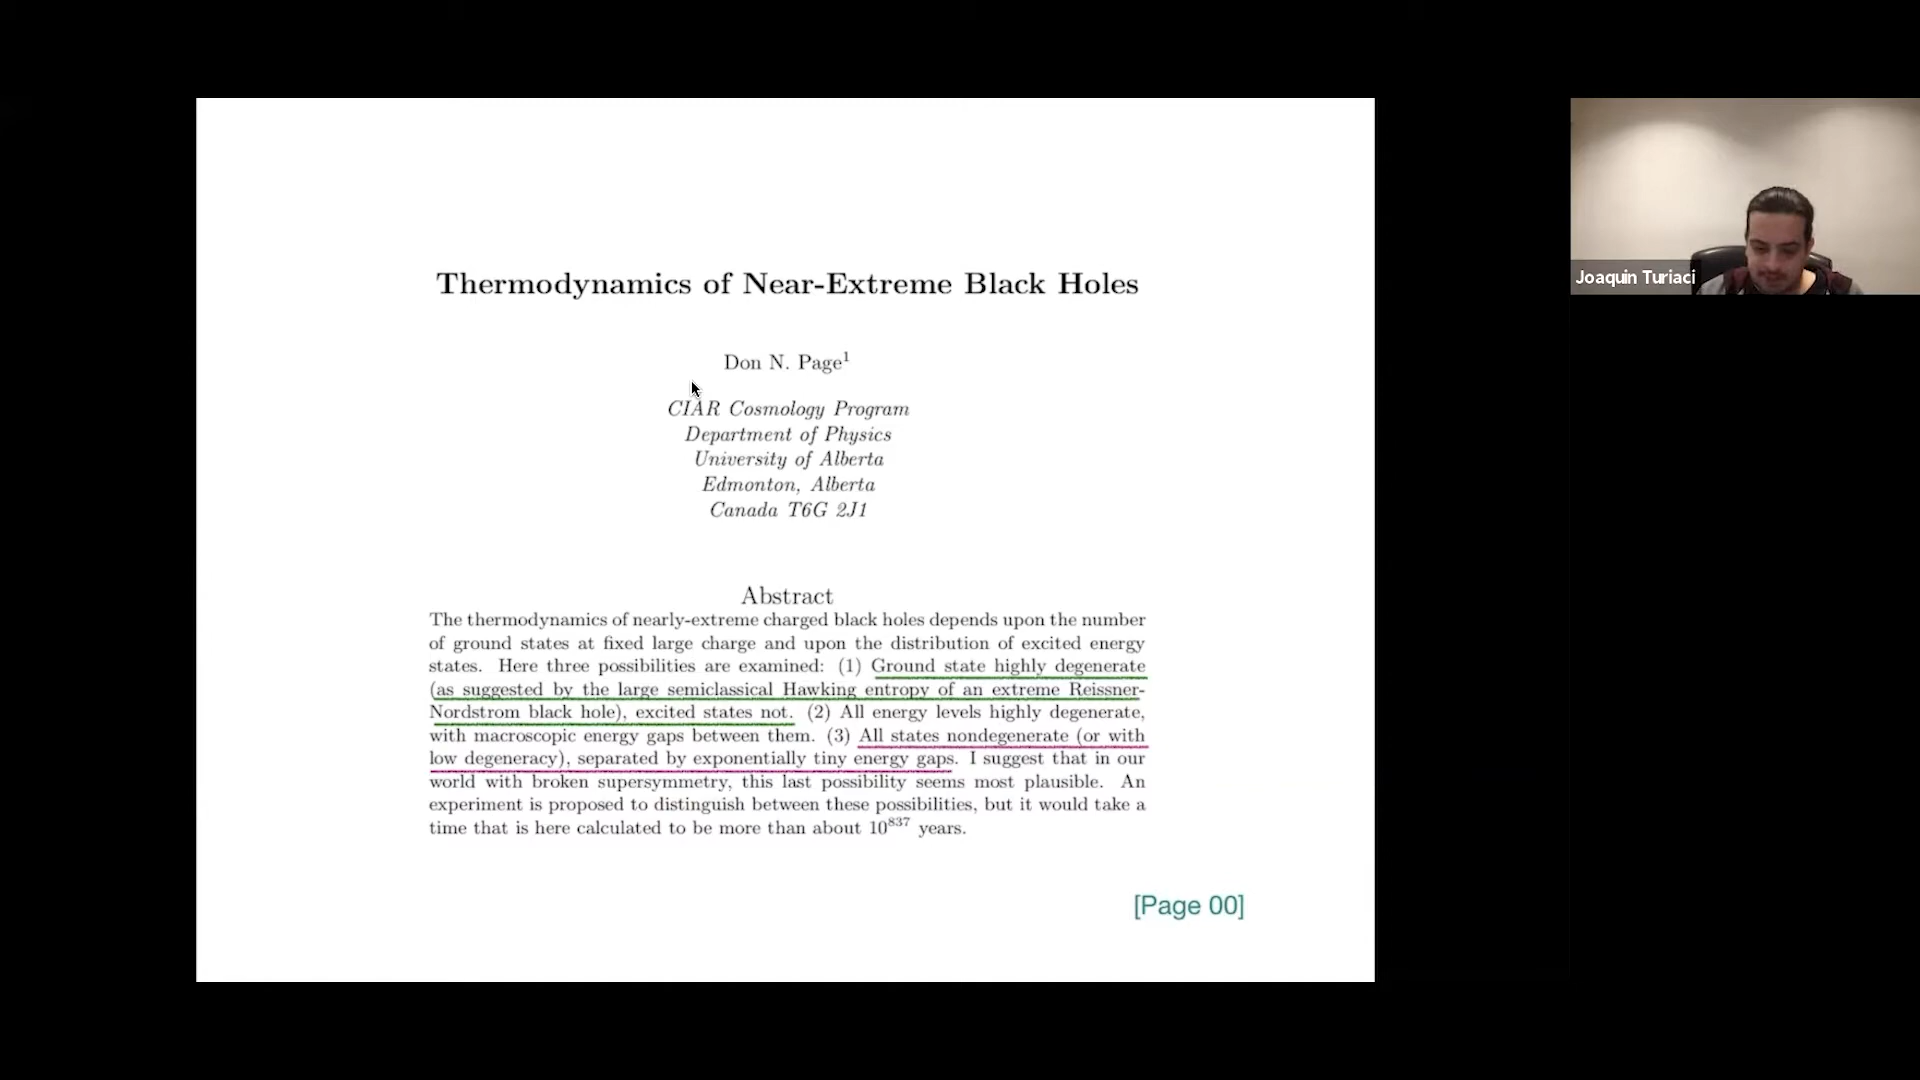 Thermodynamics of Near-Extreme Black Holes
Don N. Page1
CIAR Cosmology Program
Department of Physics
University of Alberta
Edmonton, Alberta
Canada T6G 2J1
Abstract
The thermodynamics of nearly-extreme charged black holes depends upon the number
of ground states at fixed large charge and upon the distribution of excited energy
states. Here three possibilities are examined: (1) Ground state highly degenerate
(as suggested by the large semiclassical Hawking entropy of an extreme Reissner-
Nordstrom black hole), excited states not. (2) All energy levels highly degenerate,
with macroscopic energy gaps between them. (3) All states nondegenerate (or with
low degeneracy), separated by exponentially tiny energy gaps. I suggest that in our
world with broken supersymmetry, this last possibility seems most plausible. An
experiment is proposed to distinguish between these possibilities, but it would take a
time that is here calculated to be more than about 10^837 years.
[Page 00]
Joaquin Turiaci